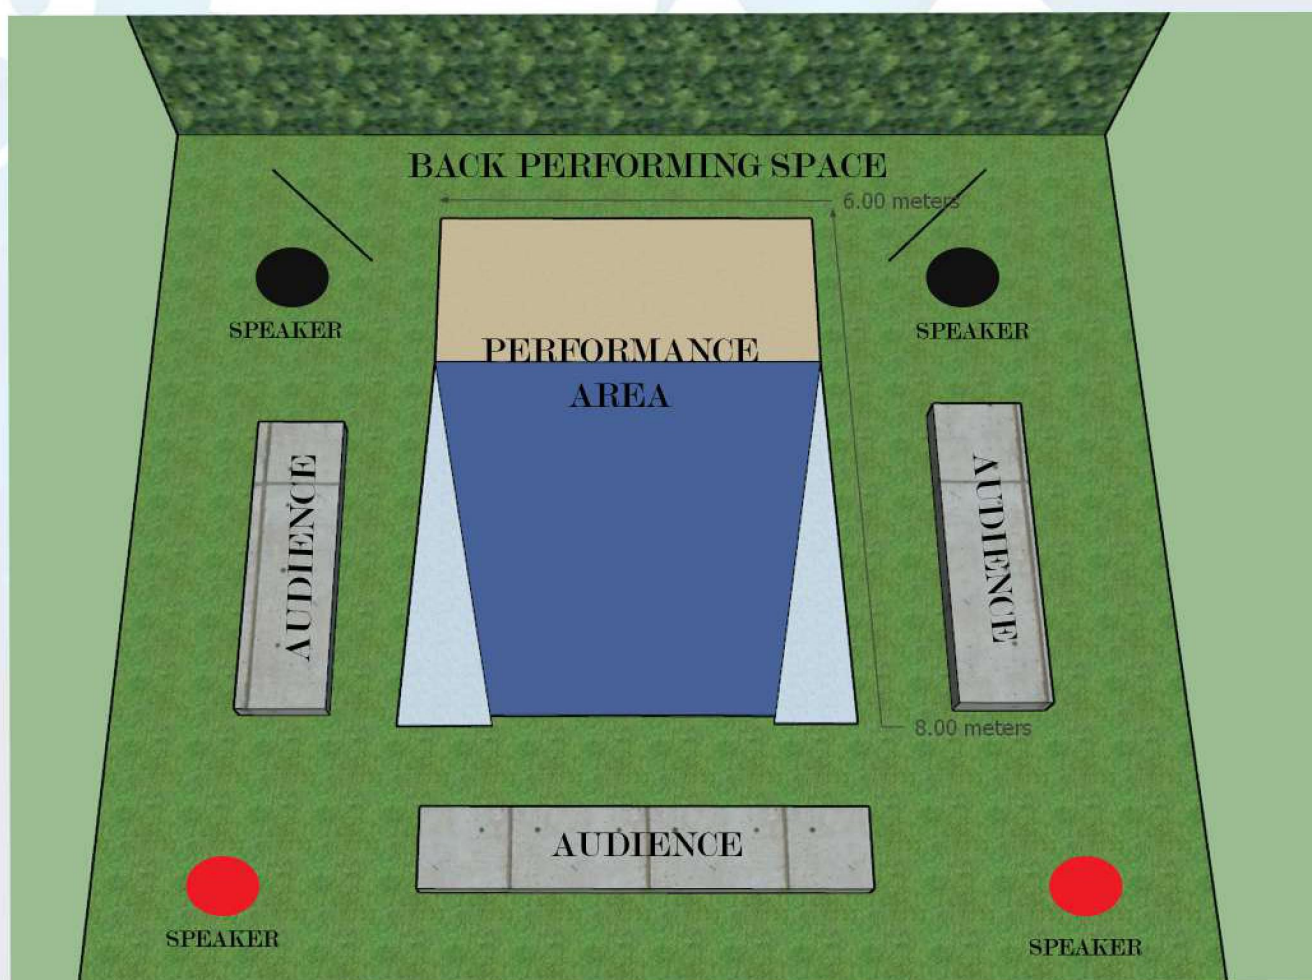 BACK PERFORMING SPACE
6.00 meters
SPEAKER
SPEAKER
PERFORMANCE
AREA
AUDIENCE
AUDIENCE
8.00 meters
AUDIENCE
SPEAKER
SPEAKER